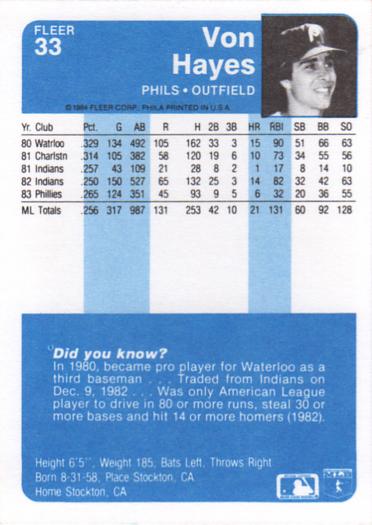 FLEER
33
Von
Hayes
PHILS • OUTFIELD
© 1984 FLEER CORP. PHILA PRINTED IN U.S.A.
Yr. Club Pct. G AB R H 2B 3B HR RBI SB BB SO
80 Watrloo .329 134 492 105 162 33 3 15 90 51 66 63
81 Charlstn .314 105 382 58 120 19 6 10 73 34 55 56
81 Indians .257 43 109 21 28 8 2 1 17 8 14 10
82 Indians .250 150 527 65 132 25 3 14 82 32 42 63
83 Phillies .265 124 351 45 93 9 5 6 32 20 36 55
ML Totals .256 317 987 131 253 42 10 21 131 60 92 128
Did you know?
In 1980, became pro player for Waterloo as
a third baseman . . . Traded from Indians on
Dec. 9, 1982 . . . Was only American League
player to drive in 80 or more runs, steal 30 or
more bases and hit 14 or more homers (1982).
Height 6'5'', Weight 185, Bats Left, Throws Right
Born 8-31-58, Place Stockton, CA
Home Stockton, CA